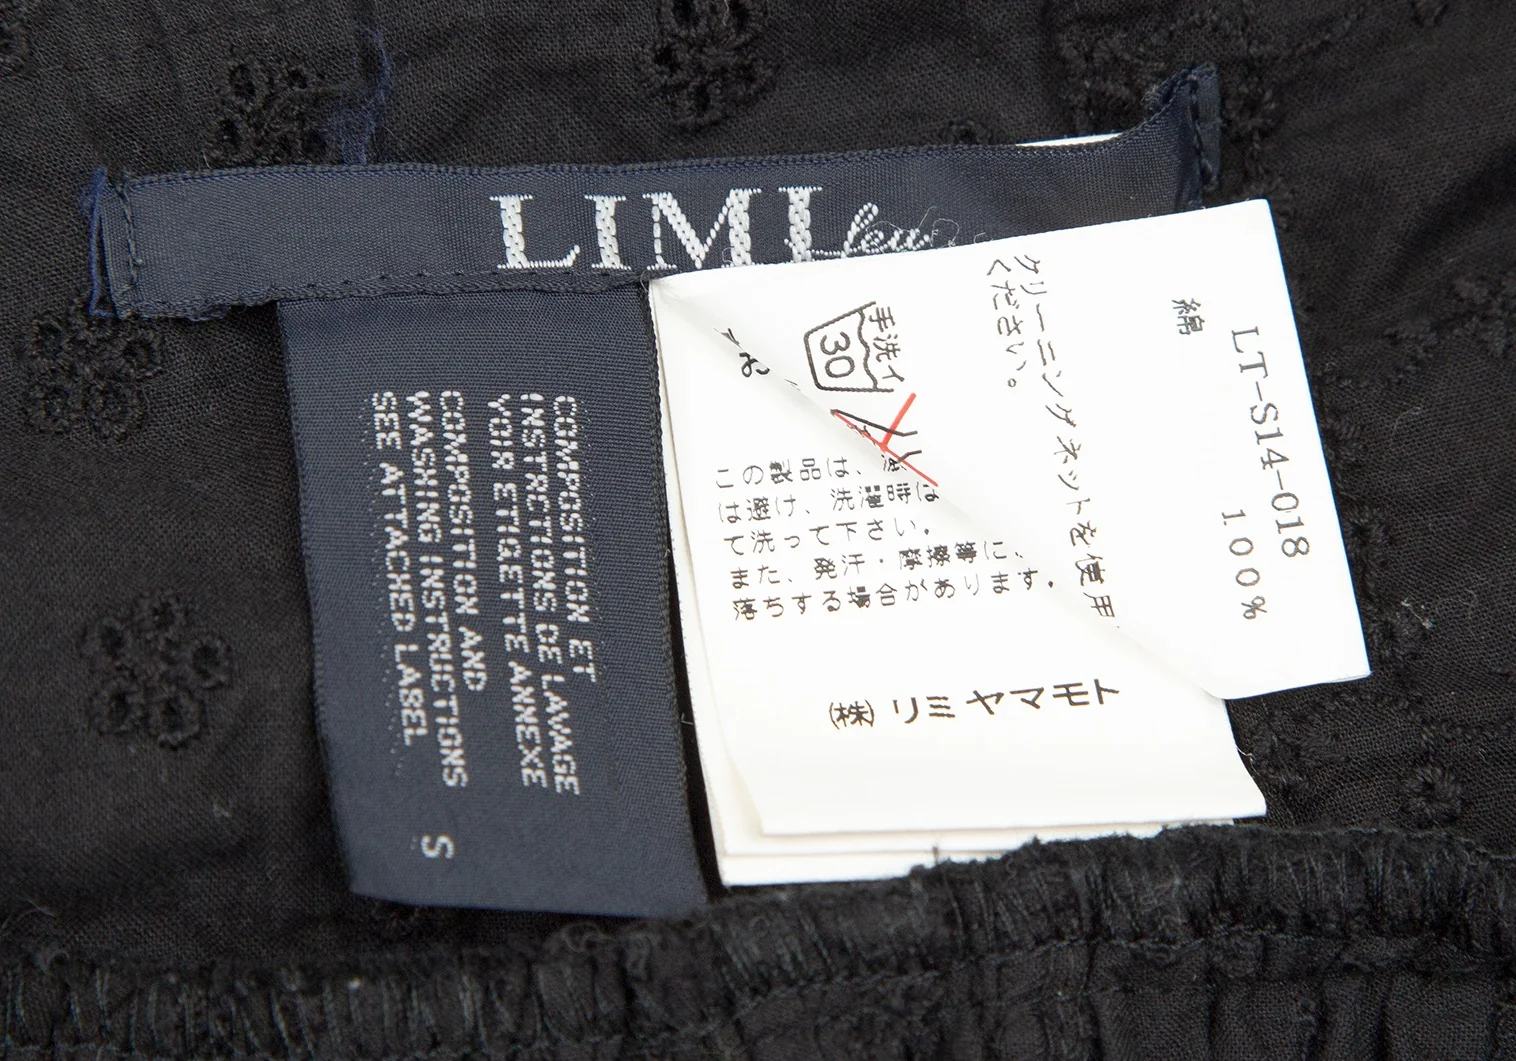 LIMI feu
COMPOSITION ET
INSTRUCTIONS DE LAVAGE
VOIR ETIQETTE ANNEXE
COMPOSITION AND
WASHING INSTRUCTIONS
SEE ATTACHED LABEL
S
LT-S14-018
綿 100%
クリーニングネットを使用
ください。
手洗イ
30
この製品は、
は避け、洗濯時は
て洗って下さい。
また、発汗・摩擦等に、
落ちする場合があります。
(株) リミ ヤマモト